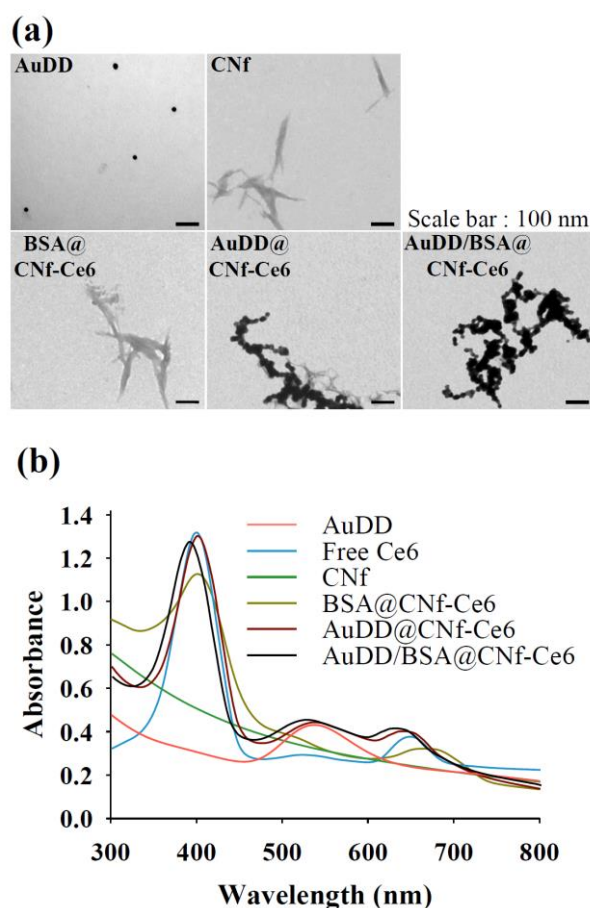 (a)
AuDD
CNf
Scale bar : 100 nm
BSA@
CNf-Ce6
AuDD@
CNf-Ce6
AuDD/BSA@
CNf-Ce6
(b)
1.4
1.2
1.0
0.8
0.6
0.4
0.2
0.0
Absorbance
AuDD
Free Ce6
CNf
BSA@CNf-Ce6
AuDD@CNf-Ce6
AuDD/BSA@CNf-Ce6
300 400 500 600 700 800
Wavelength (nm)